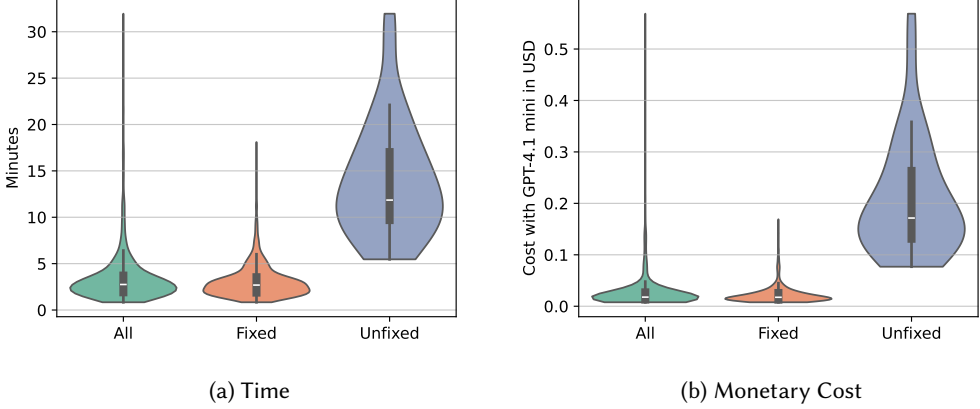 30
25
20
15
10
5
0
Minutes
All Fixed Unfixed
(a) Time
0.5
0.4
0.3
0.2
0.1
0.0
Cost with GPT-4.1 mini in USD
All Fixed Unfixed
(b) Monetary Cost